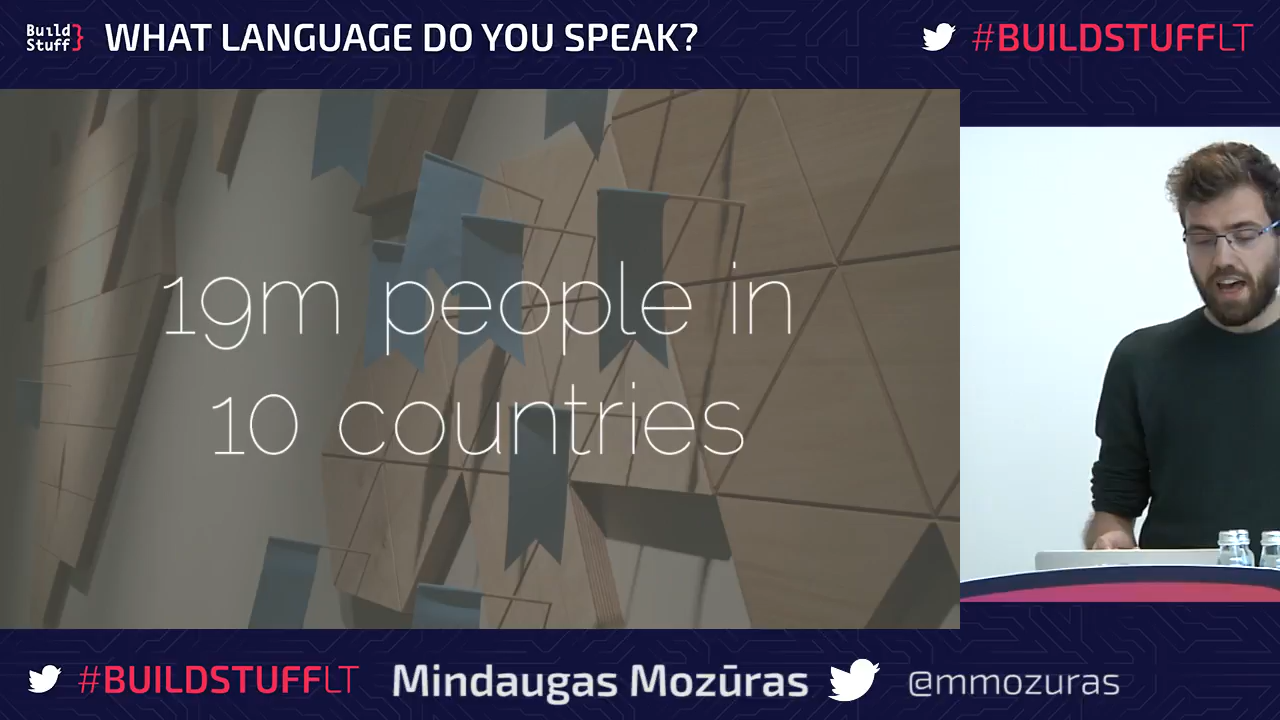 Build
Stuff}
WHAT LANGUAGE DO YOU SPEAK?
#BUILDSTUFFLT
19m people in
10 countries
#BUILDSTUFFLT
Mindaugas Mozūras
@mmozuras